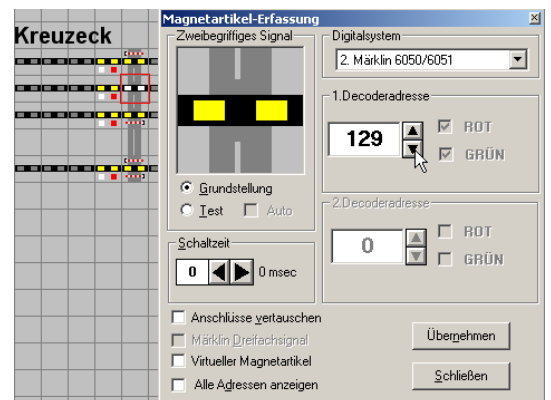 Kreuzeck
Magnetartikel-Erfassung
Zweibegriffiges Signal
Grundstellung
Test
Auto
Schaltzeit
0
0 msec
Anschlüsse vertauschen
Märklin Dreifachsignal
Virtueller Magnetartikel
Alle Adressen anzeigen
Digitalsystem
2. Märklin 6050/6051
1.Decoderadresse
129
ROT
GRÜN
2.Decoderadresse
0
ROT
GRÜN
Übernehmen
Schließen